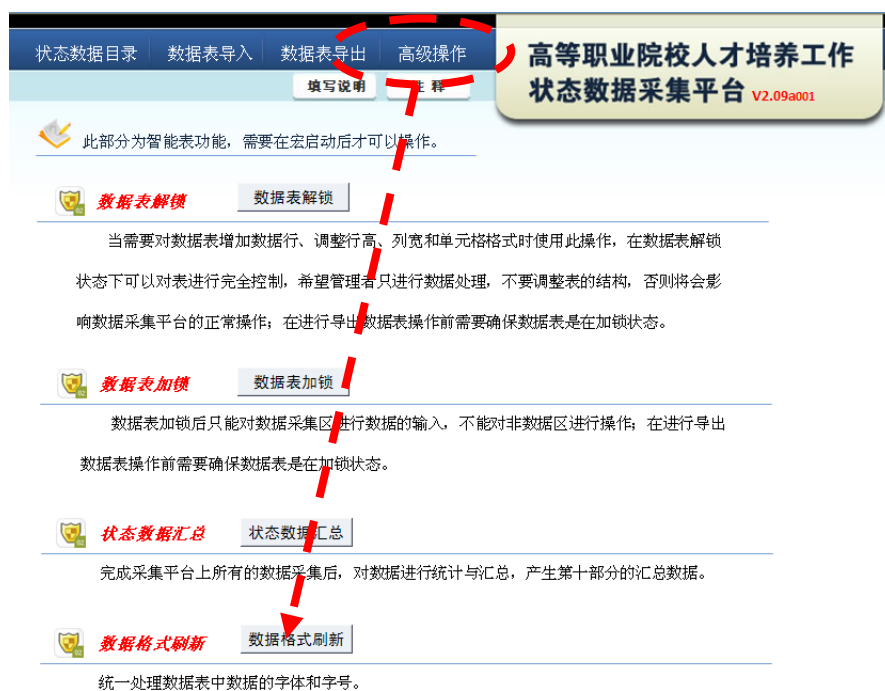 状态数据目录 数据表导入 数据表导出 高级操作
高等职业院校人才培养工作
状态数据采集平台 V2.09a001
填写说明 注释
此部分为智能表功能，需要在宏启动后才可以操作。
数据表解锁 数据表解锁
当需要对数据表增加数据行、调整行高、列宽和单元格格式时使用此操作，在数据表解锁
状态下可以对表进行完全控制，希望管理者只进行数据处理，不要调整表的结构，否则将会影
响数据采集平台的正常操作；在进行导出数据表操作前需要确保数据表是在加锁状态。
数据表加锁 数据表加锁
数据表加锁后只能对数据采集区进行数据的输入，不能对非数据区进行操作；在进行导出
数据表操作前需要确保数据表是在加锁状态。
状态数据汇总 状态数据汇总
完成采集平台上所有的数据采集后，对数据进行统计与汇总，产生第十部分的汇总数据。
数据格式刷新 数据格式刷新
统一处理数据表中数据的字体和字号。